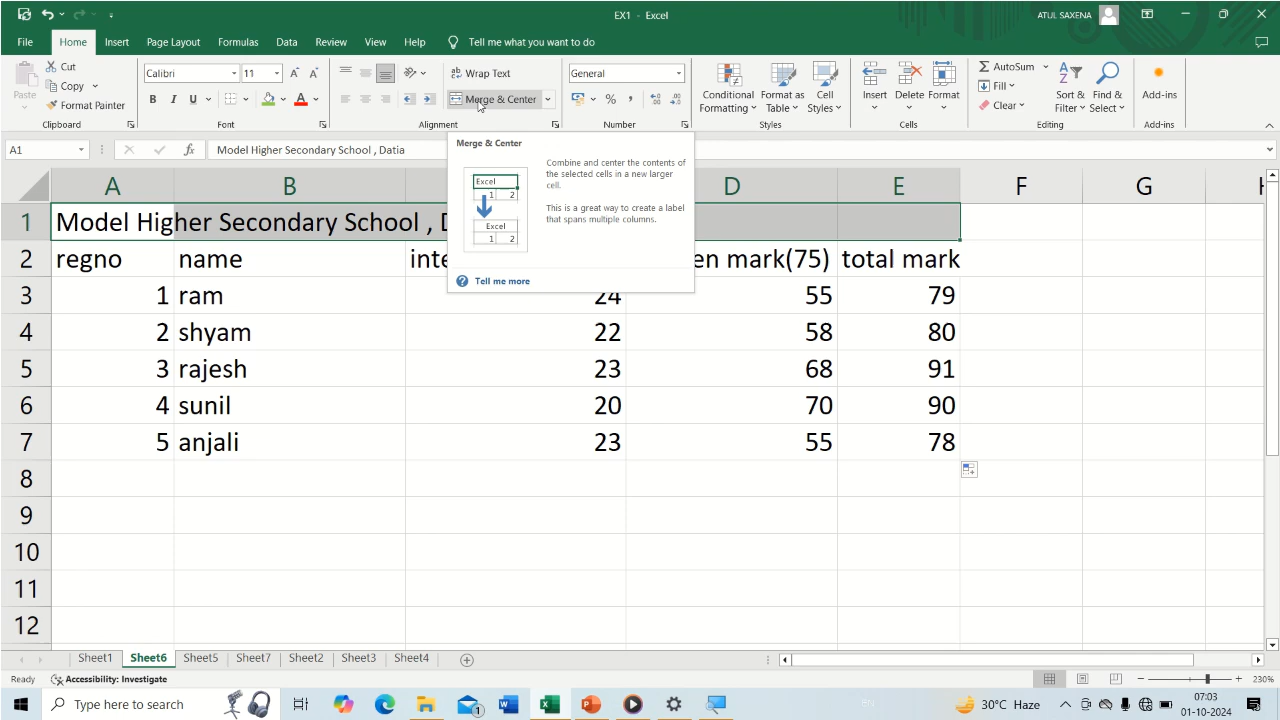 EX1 - Excel
ATUL SAXENA
File Home Insert Page Layout Formulas Data Review View Help Tell me what you want to do
Paste
Cut
Copy
Format Painter
Clipboard
Calibri 11
B I U A
Font
Wrap Text
Merge & Center
Alignment
General
% ,
Number
Conditional Formatting
Format as Table
Cell Styles
Styles
Insert Delete Format
Cells
AutoSum
Fill
Clear
Sort & Filter
Find & Select
Editing
Add-ins
Add-ins
A1 fx Model Higher Secondary School , Datia
Merge & Center
Combine and center the contents of
the selected cells in a new larger
cell.
This is a great way to create a label
that spans multiple columns.
Excel
1 2
Excel
1 2
Tell me more
A B D E F G H
1 Model Higher Secondary School , D
2 regno name inte en mark(75) total mark
3 1 ram 24 55 79
4 2 shyam 22 58 80
5 3 rajesh 23 68 91
6 4 sunil 20 70 90
7 5 anjali 23 55 78
8
9
10
11
12
Sheet1 Sheet6 Sheet5 Sheet7 Sheet2 Sheet3 Sheet4
Ready Accessibility: Investigate 230%
Type here to search
1
30°C Haze
07:03
01-10-2024